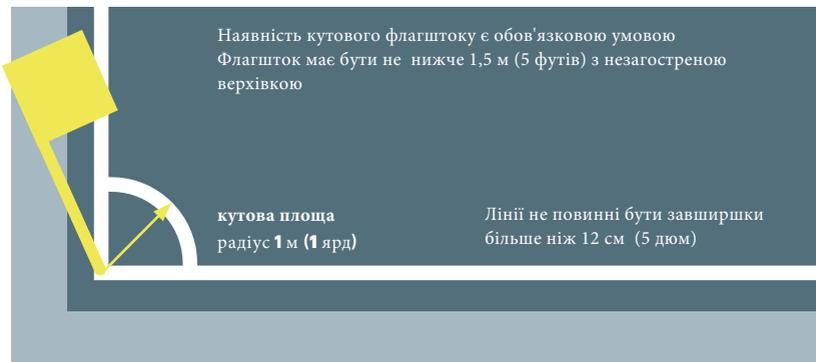 Наявність кутового флагштоку є обов'язковою умовою
Флагшток має бути не нижче 1,5 м (5 футів) з незагостреною
верхівкою
кутова площа
радіус 1 м (1 ярд)
Лінії не повинні бути завширшки
більше ніж 12 см (5 дюм)